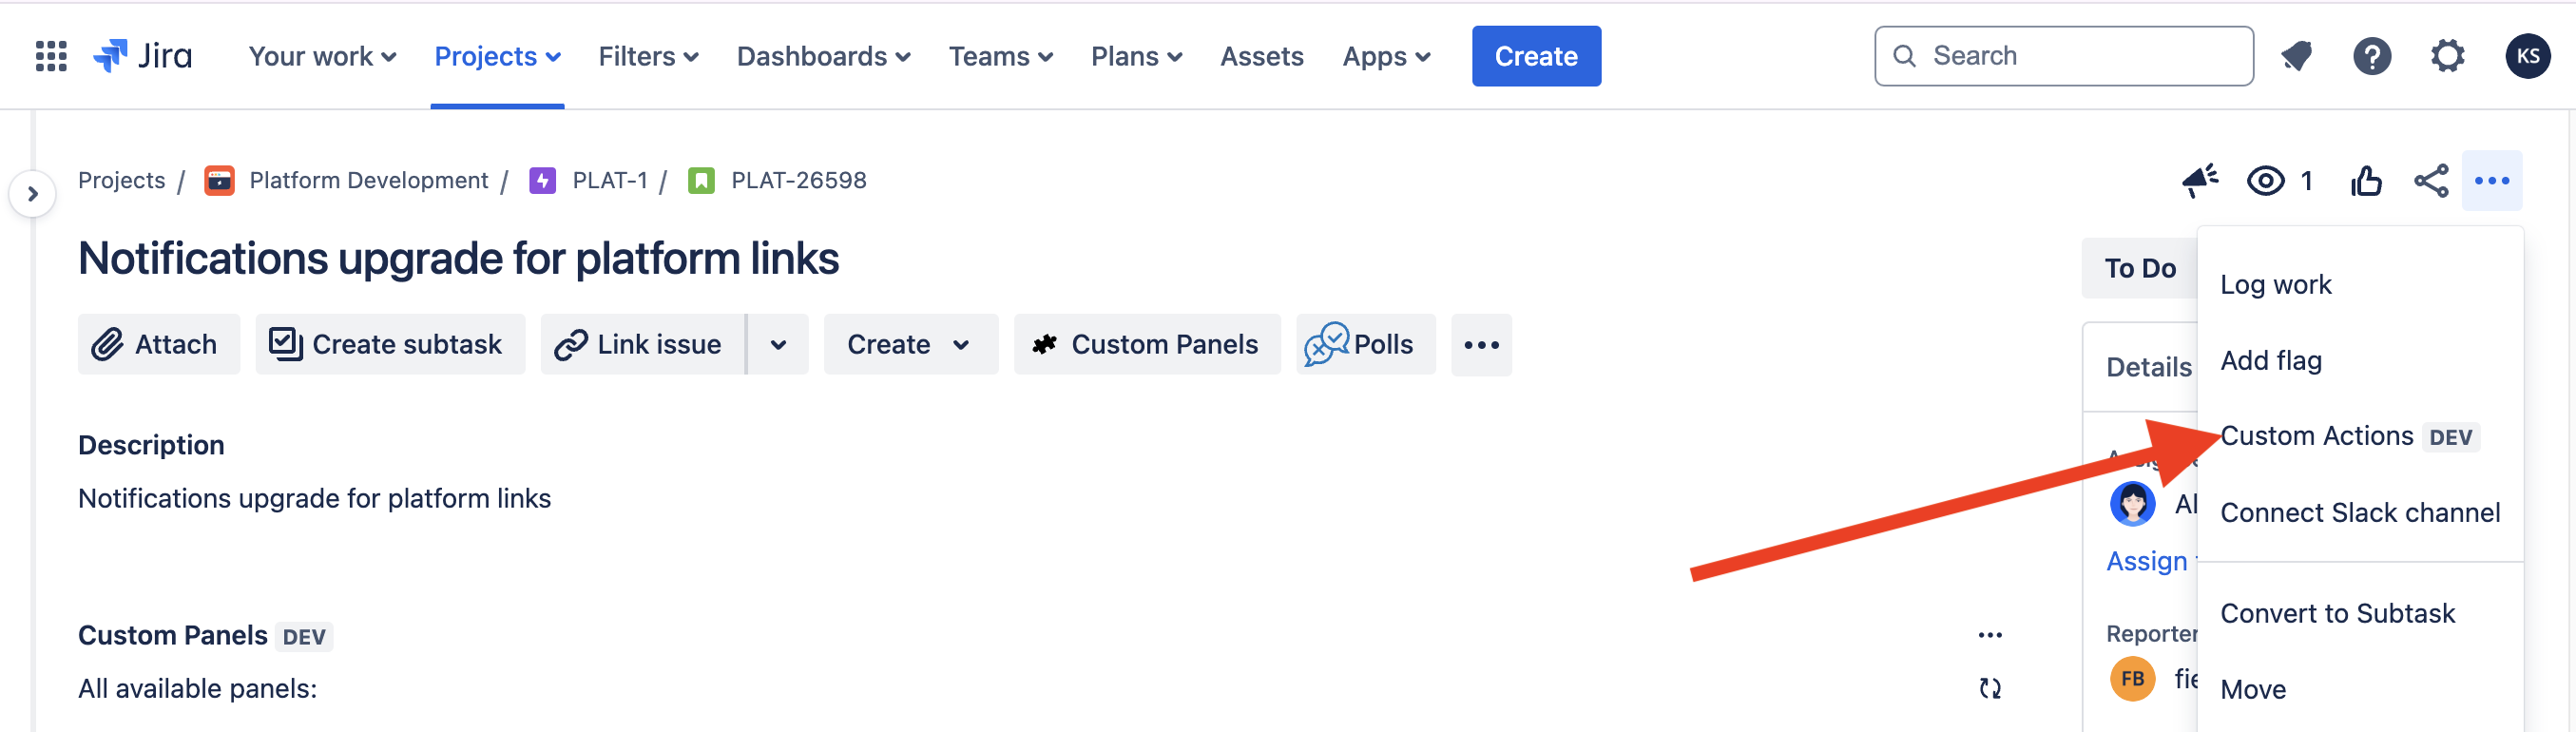 Jira Your work Projects Filters Dashboards Teams Plans Assets Apps Create Search KS
Projects / Platform Development / PLAT-1 / PLAT-26598 1
Notifications upgrade for platform links
Attach Create subtask Link issue Create Custom Panels Polls
Description
Notifications upgrade for platform links
Custom Panels DEV
All available panels:
To Do
Details
Assign
Reporter
FB
Log work
Add flag
Custom Actions DEV
Connect Slack channel
Convert to Subtask
Move